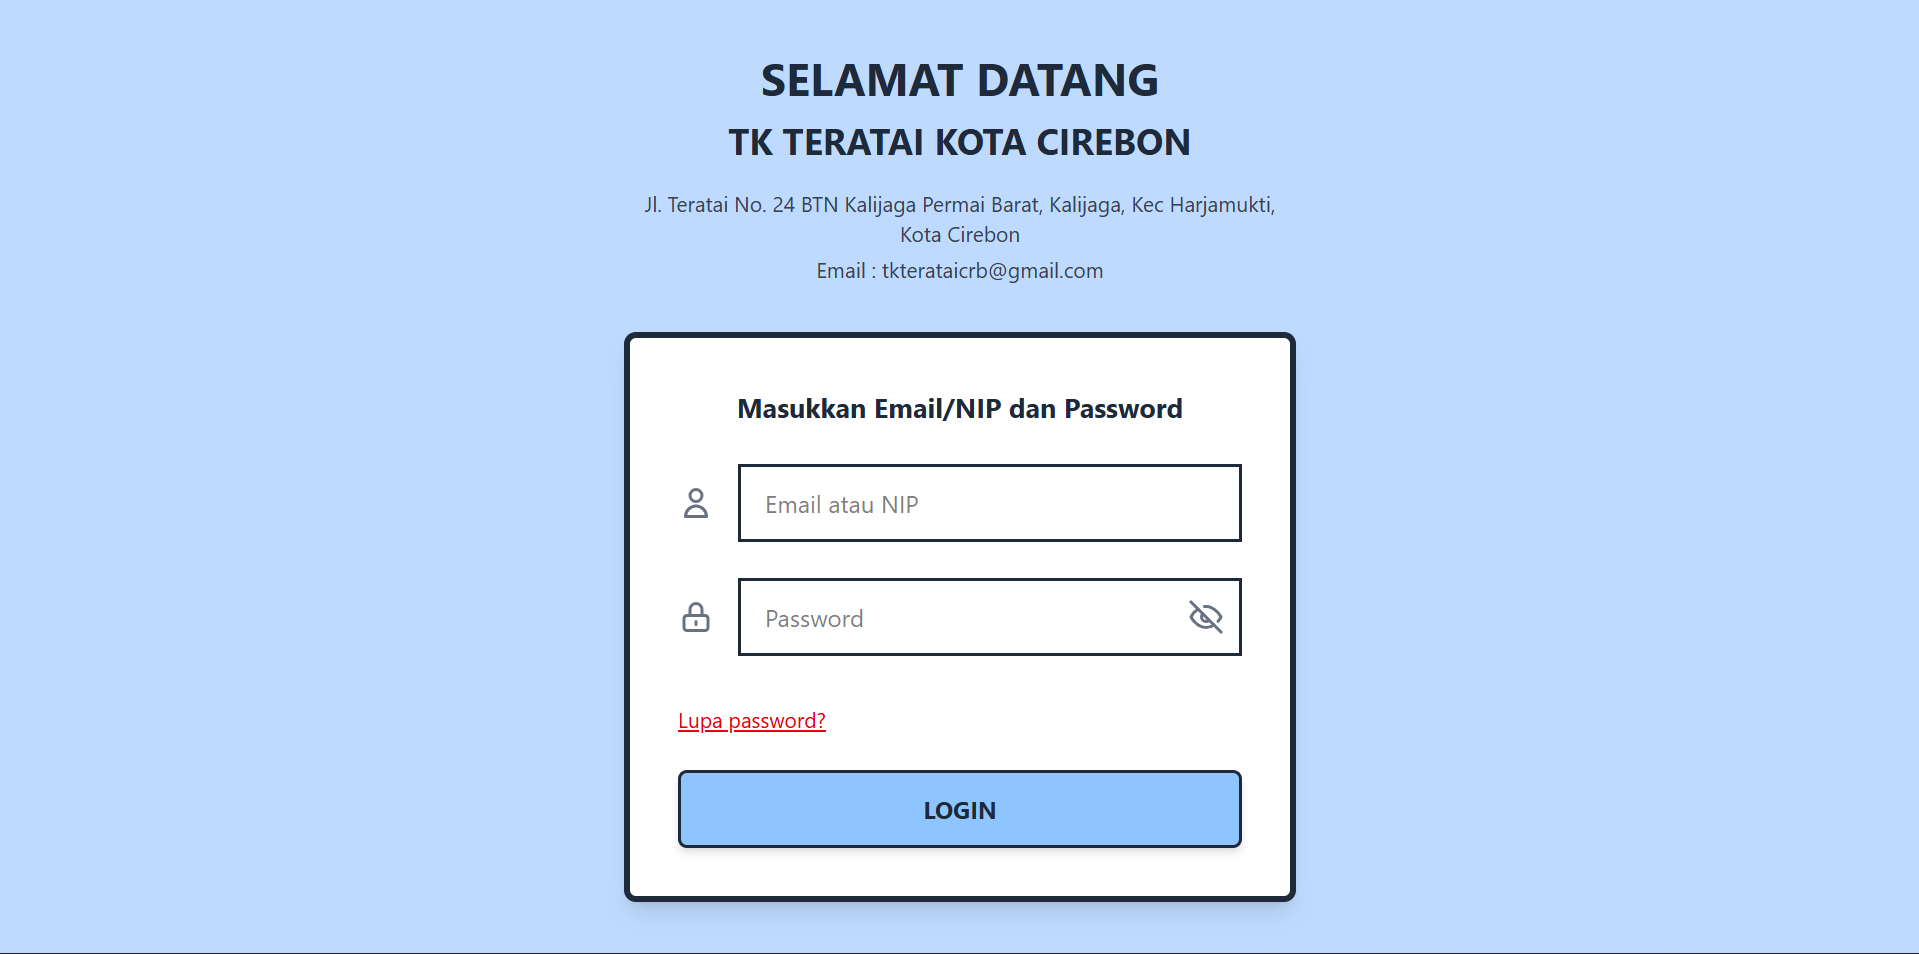 SELAMAT DATANG
TK TERATAI KOTA CIREBON
Jl. Teratai No. 24 BTN Kalijaga Permai Barat, Kalijaga, Kec Harjamukti,
Kota Cirebon
Email : tkterataicrb@gmail.com
Masukkan Email/NIP dan Password
Email atau NIP
Password
Lupa password?
LOGIN